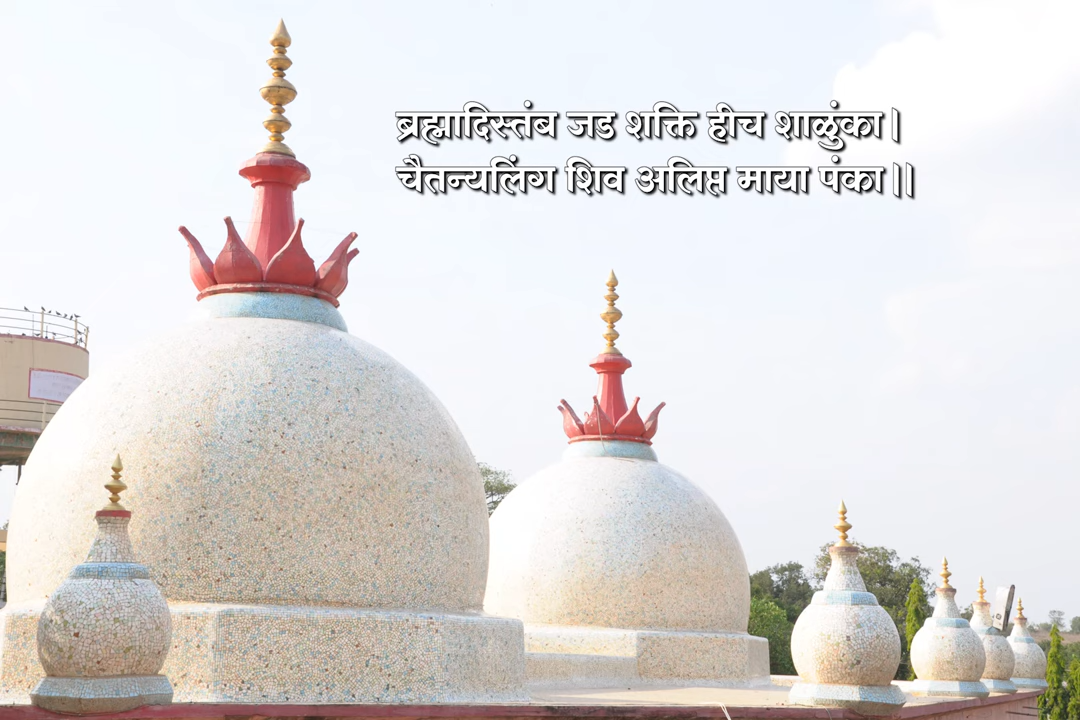 ब्रह्मादिस्तंब जड शक्ति हीच शाळुंका।
चैतन्यलिंग शिव अलिप्त माया पंका॥